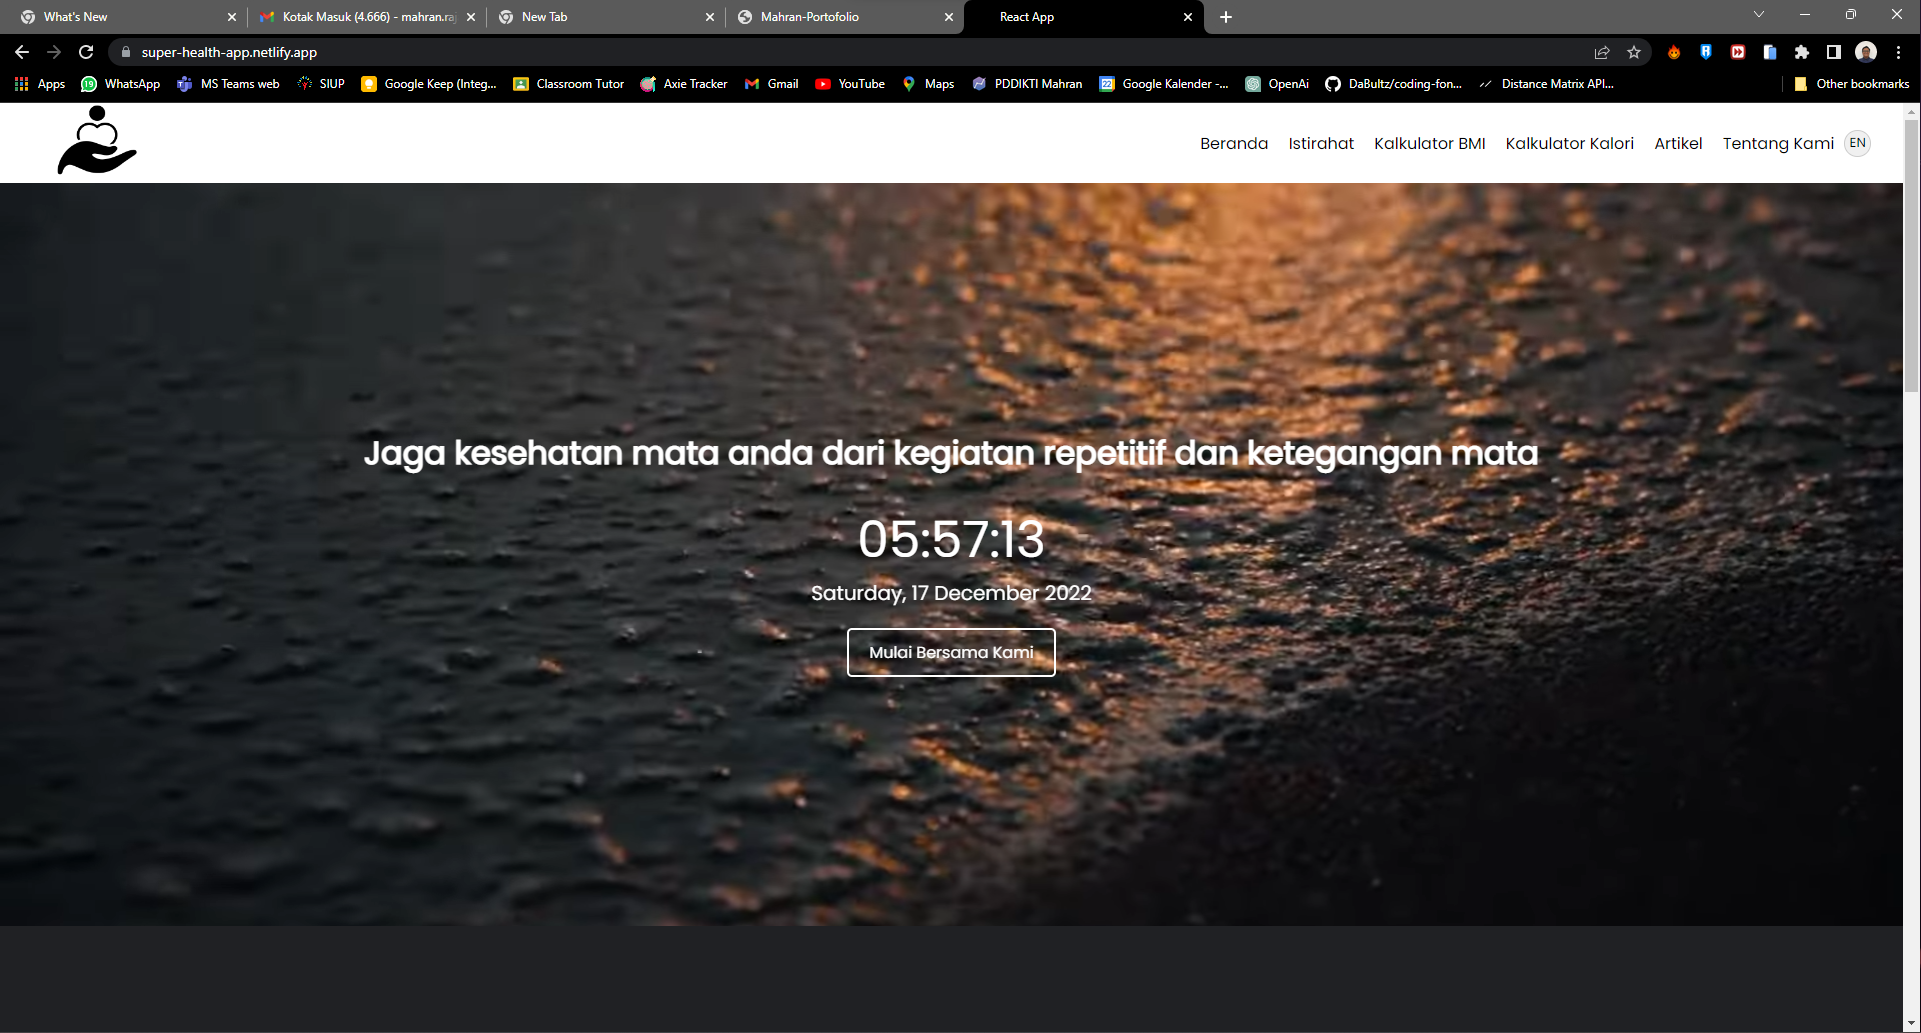 What's New
Kotak Masuk (4.666) - mahran.raj
New Tab
Mahran-Portofolio
React App
super-health-app.netlify.app
Apps
19
WhatsApp
MS Teams web
SIUP
Google Keep (Integ...
Classroom Tutor
Axie Tracker
Gmail
YouTube
Maps
PDDIKTI Mahran
22
Google Kalender -...
OpenAi
DaBultz/coding-fon...
Distance Matrix API...
Other bookmarks
Beranda
Istirahat
Kalkulator BMI
Kalkulator Kalori
Artikel
Tentang Kami
EN
Jaga kesehatan mata anda dari kegiatan repetitif dan ketegangan mata
05:57:13
Saturday, 17 December 2022
Mulai Bersama Kami